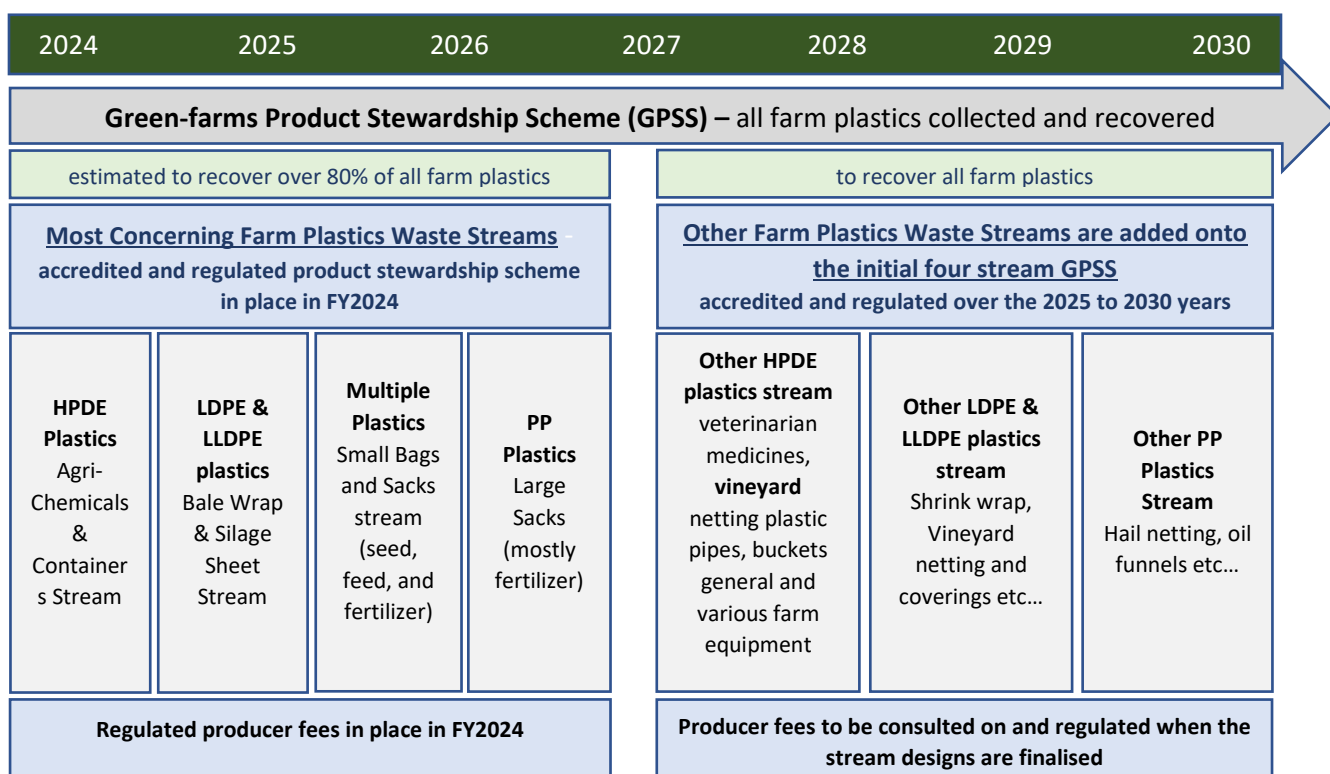 2024 2025 2026 2027 2028 2029 2030
Green-farms Product Stewardship Scheme (GPSS) – all farm plastics collected and recovered
estimated to recover over 80% of all farm plastics
to recover all farm plastics
Most Concerning Farm Plastics Waste Streams -
accredited and regulated product stewardship scheme
in place in FY2024
Other Farm Plastics Waste Streams are added onto
the initial four stream GPSS
accredited and regulated over the 2025 to 2030 years
HPDE
Plastics
Agri-
Chemicals
&
Container
s Stream
LDPE &
LLDPE
plastics
Bale Wrap
& Silage
Sheet
Stream
Multiple
Plastics
Small Bags
and Sacks
stream
(seed,
feed, and
fertilizer)
PP
Plastics
Large
Sacks
(mostly
fertilizer)
Other HPDE
plastics stream
veterinarian
medicines,
vineyard
netting plastic
pipes, buckets
general and
various farm
equipment
Other LDPE &
LLDPE plastics
stream
Shrink wrap,
Vineyard
netting and
coverings etc…
Other PP
Plastics
Stream
Hail netting, oil
funnels etc…
Regulated producer fees in place in FY2024
Producer fees to be consulted on and regulated when the
stream designs are finalised